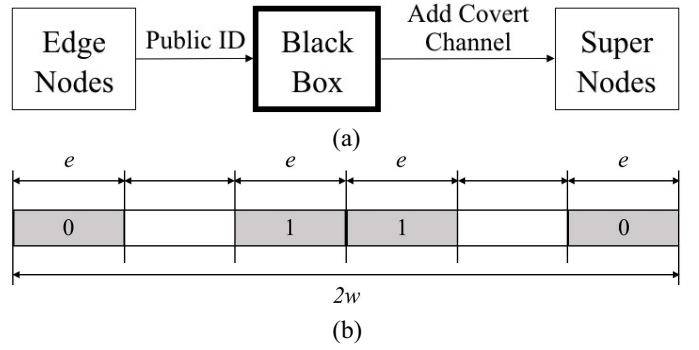 Edge
Nodes
Public ID
Black
Box
Add Covert
Channel
Super
Nodes
(a)
e e e e
0 1 1 0
2w
(b)